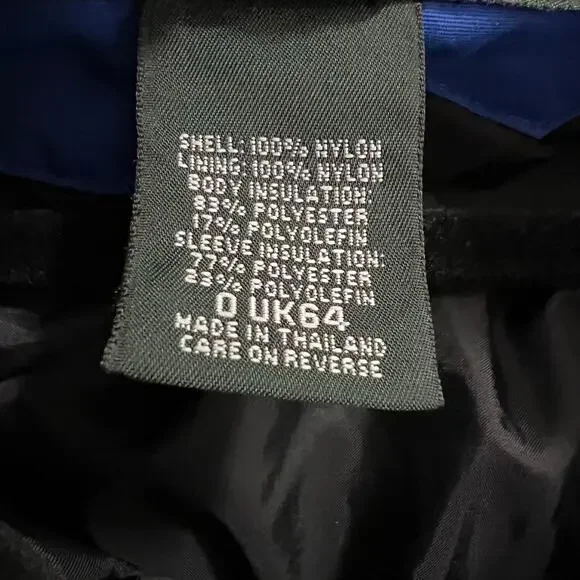 SHELL: 100% NYLON
LINING: 100% NYLON
BODY INSULATION:
83% POLYESTER
17% POLYOLEFIN
SLEEVE INSULATION:
77% POLYESTER
23% POLYOLEFIN
0 UK64
MADE IN THAILAND
CARE ON REVERSE